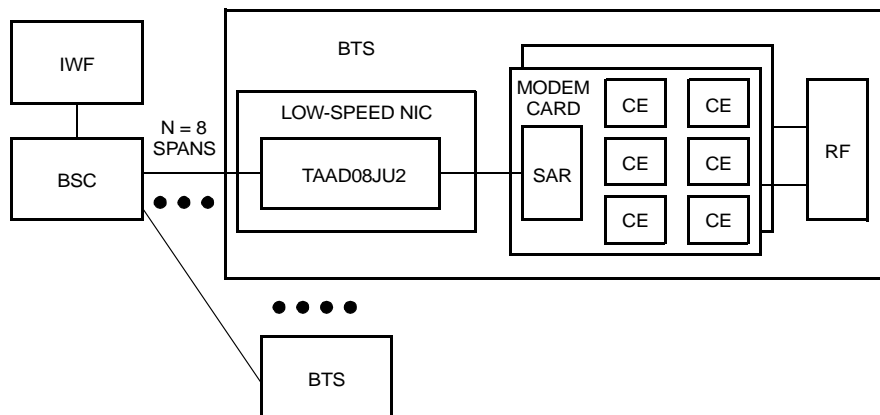 IWF
BSC
N = 8
SPANS
BTS
LOW-SPEED NIC
TAAD08JU2
MODEM
CARD
SAR
CE
CE
CE
CE
CE
CE
RF
BTS